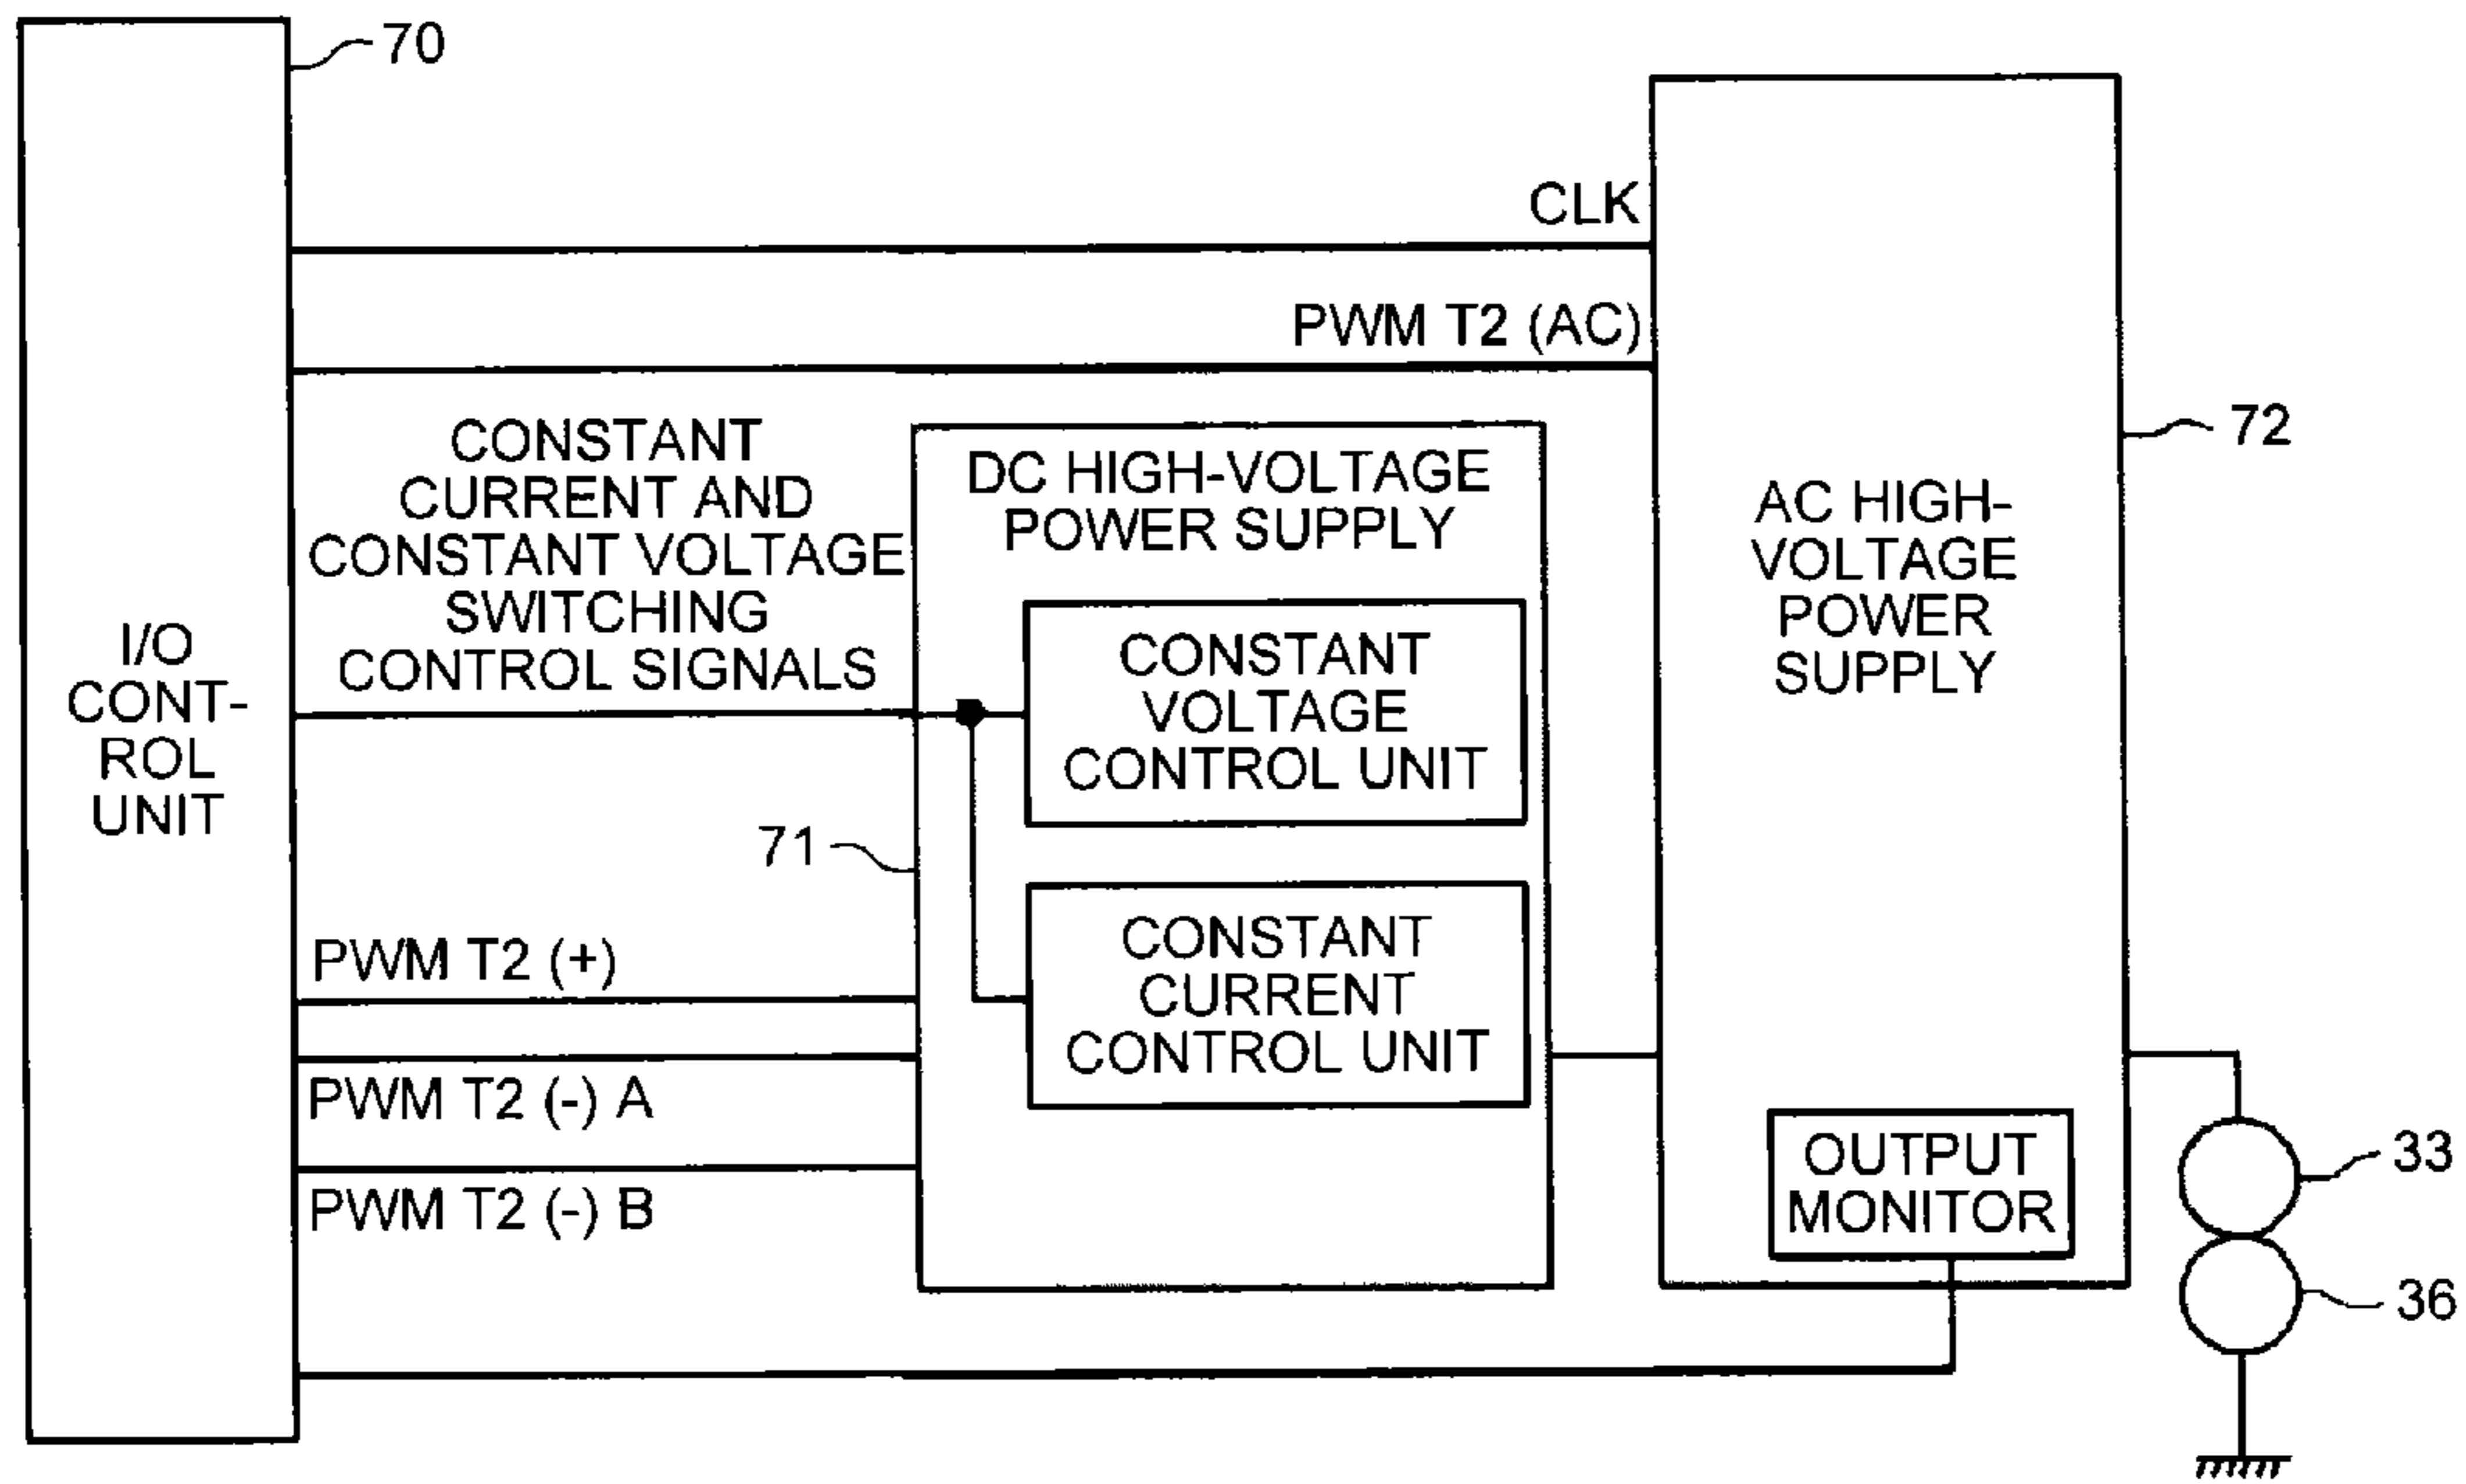 70
CLK
PWM T2 (AC)
72
CONSTANT
CURRENT AND
CONSTANT VOLTAGE
SWITCHING
CONTROL SIGNALS
DC HIGH-VOLTAGE
POWER SUPPLY
AC HIGH-
VOLTAGE
POWER
SUPPLY
I/O
CONT-
ROL
UNIT
CONSTANT
VOLTAGE
CONTROL UNIT
71
CONSTANT
CURRENT
CONTROL UNIT
PWM T2 (+)
PWM T2 (-) A
PWM T2 (-) B
OUTPUT
MONITOR
33
36